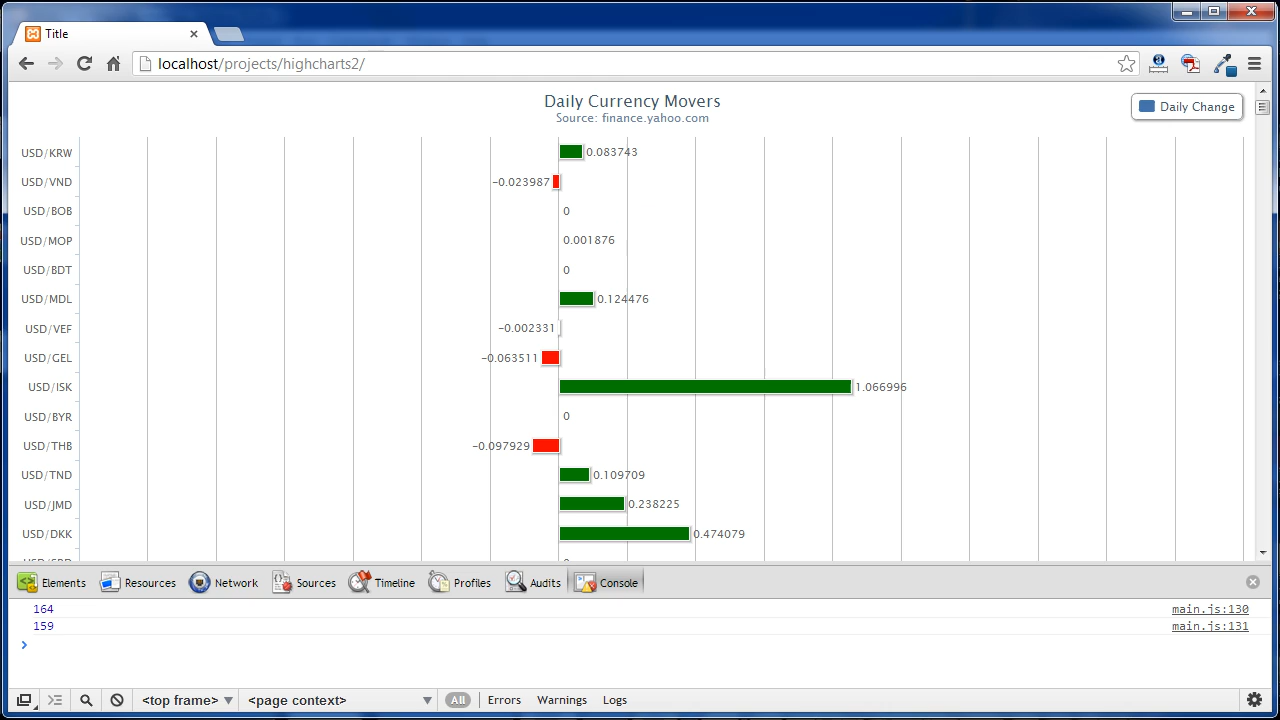 Title
localhost/projects/highcharts2/
Daily Currency Movers
Source: finance.yahoo.com
Daily Change
USD/KRW 0.083743
USD/VND -0.023987
USD/BOB 0
USD/MOP 0.001876
USD/BDT 0
USD/MDL 0.124476
USD/VEF -0.002331
USD/GEL -0.063511
USD/ISK 1.066996
USD/BYR 0
USD/THB -0.097929
USD/TND 0.109709
USD/JMD 0.238225
USD/DKK 0.474079
Elements Resources Network Sources Timeline Profiles Audits Console
164 main.js:130
159 main.js:131
<top frame> <page context> All Errors Warnings Logs